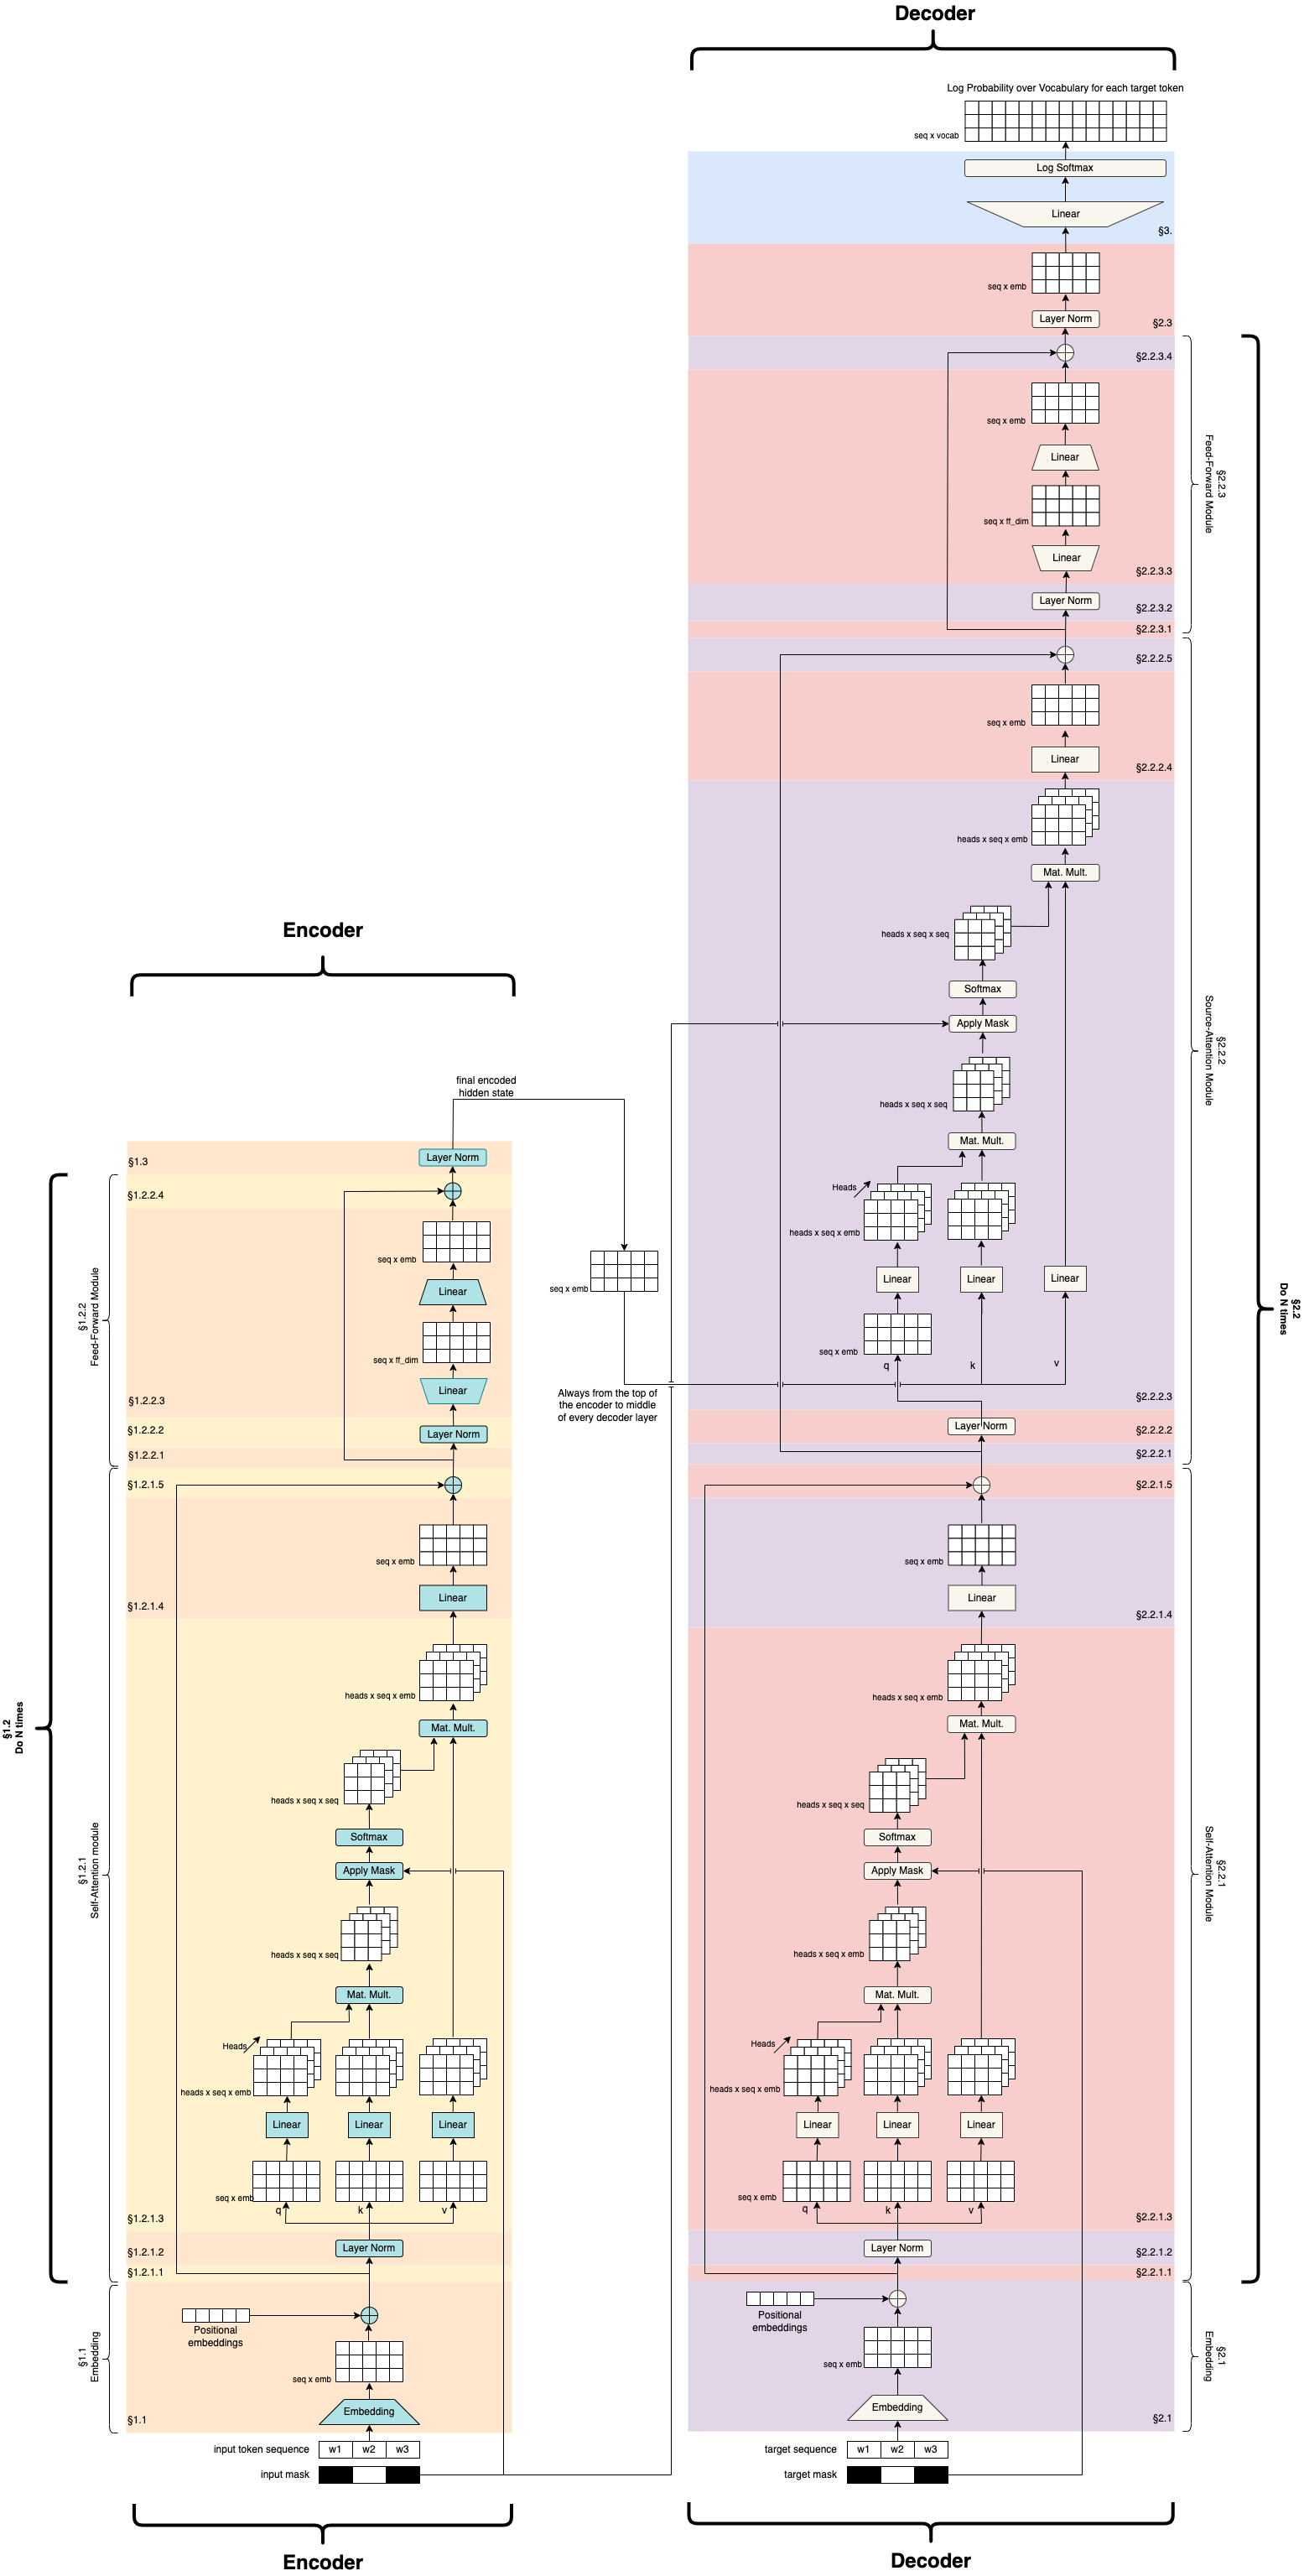 Decoder
Log Probability over Vocabulary for each target token
seq x vocab
Log Softmax
Linear
§3.
seq x emb
Layer Norm
§2.3
§2.2.3.4
seq x emb
Linear
seq x ff_dim
Linear
§2.2.3.3
Layer Norm
§2.2.3.2
§2.2.3.1
§2.2.3
Feed-Forward Module
§2.2.2.5
seq x emb
Linear
§2.2.2.4
heads x seq x emb
Mat. Mult.
heads x seq x seq
Softmax
Apply Mask
heads x seq x seq
Mat. Mult.
Heads
heads x seq x emb
Linear
Linear
Linear
seq x emb
q
k
v
§2.2.2.3
Layer Norm
§2.2.2.2
§2.2.2.1
§2.2.2
Source-Attention Module
§2.2
Do N times
§2.2.1.5
seq x emb
Linear
§2.2.1.4
heads x seq x emb
Mat. Mult.
heads x seq x seq
Softmax
Apply Mask
heads x seq x emb
Mat. Mult.
Heads
heads x seq x emb
Linear
Linear
Linear
seq x emb
q
k
v
§2.2.1.3
Layer Norm
§2.2.1.2
§2.2.1.1
§2.2.1
Self-Attention Module
Positional
embeddings
seq x emb
Embedding
§2.1
§2.1
Embedding
target sequence
w1
w2
w3
target mask
Decoder
Encoder
final encoded
hidden state
seq x emb
Always from the top of
the encoder to middle
of every decoder layer
§1.3
Layer Norm
§1.2.2.4
seq x emb
Linear
seq x ff_dim
Linear
§1.2.2.3
§1.2.2.2
Layer Norm
§1.2.2.1
§1.2.2
Feed-Forward Module
§1.2.1.5
seq x emb
Linear
§1.2.1.4
heads x seq x emb
Mat. Mult.
heads x seq x seq
Softmax
Apply Mask
heads x seq x seq
Mat. Mult.
Heads
heads x seq x emb
Linear
Linear
Linear
seq x emb
q
k
v
§1.2.1.3
§1.2.1.2
Layer Norm
§1.2.1.1
§1.2.1
Self-Attention module
§1.2
Do N times
Positional
embeddings
seq x emb
Embedding
§1.1
§1.1
Embedding
input token sequence
w1
w2
w3
input mask
Encoder